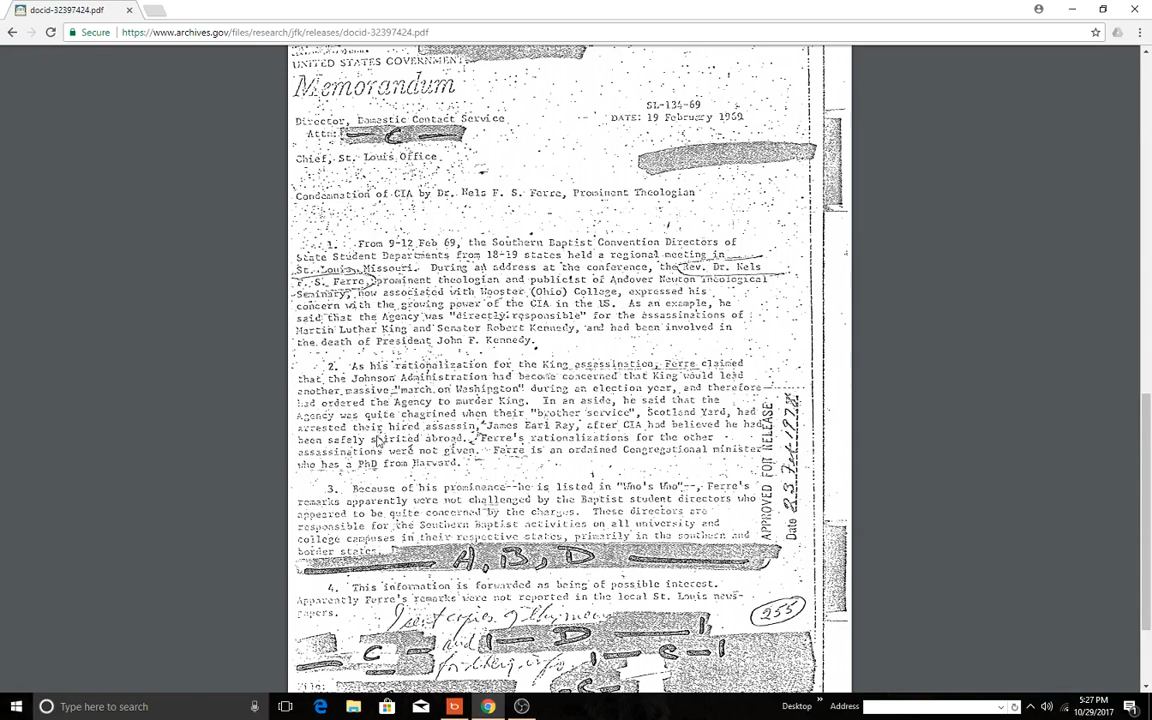 docid-32397424.pdf
Secure https://www.archives.gov/files/research/jfk/releases/docid-32397424.pdf
UNITED STATES GOVERNMENT
Memorandum
SL-134-69
Director, Domestic Contact Service
DATE: 19 February 1969
Attn:
C
Chief, St. Louis Office
Condemnation of CIA by Dr. Nels F. S. Ferre, Prominent Theologian
1. From 9-12 Feb 69, the Southern Baptist Convention Directors of
State Student Departments from 18-19 states held a regional meeting in
St. Louis, Missouri. During an address at the conference, the Rev. Dr. Nels
F. S. Ferre, prominent theologian and publicist of Andover Newton Theological
Seminary, now associated with Wooster (Ohio) College, expressed his
concern with the growing power of the CIA in the US. As an example, he
said that the Agency was "directly responsible" for the assassinations of
Martin Luther King and Senator Robert Kennedy, and had been involved in
the death of President John F. Kennedy.
2. As his rationalization for the King assessination, Ferre claimed
that the Johnson Administration had become concerned that King would lead
another massive "march on Washington" during an election year, and therefore
had ordered the Agency to murder King. In an aside, he said that the
Agency was quite chagrined when their "brother service", Scotland Yard, had
arrested their hired assassin, James Earl Ray, after CIA had believed he had
been safely spirited abroad. Ferre's rationalizations for the other
assassinations were not given. Ferre is an ordained Congregational minister
who has a PhD from Harvard.
3. Because of his prominence--he is listed in "Who's Who"--, Ferre's
remarks apparently were not challenged by the Baptist student directors who
appeared to be quite concerned by the charges. These directors are
responsible for the Southern Baptist activities on all university and
college campuses in their respective states, primarily in the southern and
border states.
A, B, D
4. This information is forwarded as being of possible interest.
Apparently Ferre's remarks were not reported in the local St. Louis news-
papers.
APPROVED FOR RELEASE
Date
255
D
and
C
Type here to search
Desktop
Address
5:27 PM
10/29/2017